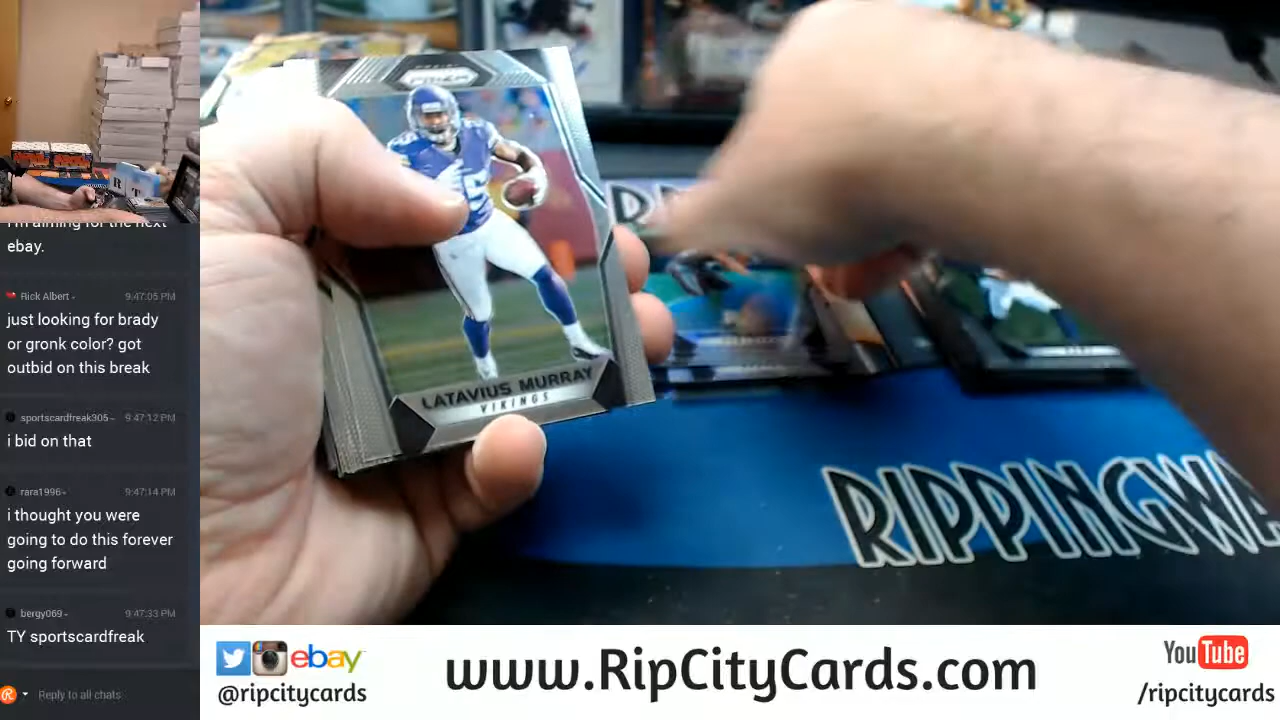 I'm aiming for the next
ebay.
Rick Albert
9:47:05 PM
just looking for brady
or gronk color? got
outbid on this break
sportscardfreak305
9:47:12 PM
i bid on that
rara1996
9:47:14 PM
i thought you were
going to do this forever
going forward
bergy069
9:47:33 PM
TY sportscardfreak
Reply to all chats
PRIZM
LATAVIUS MURRAY
VIKINGS
RIPPINGWA
ebay
@ripcitycards
www.RipCityCards.com
YouTube
/ripcitycards